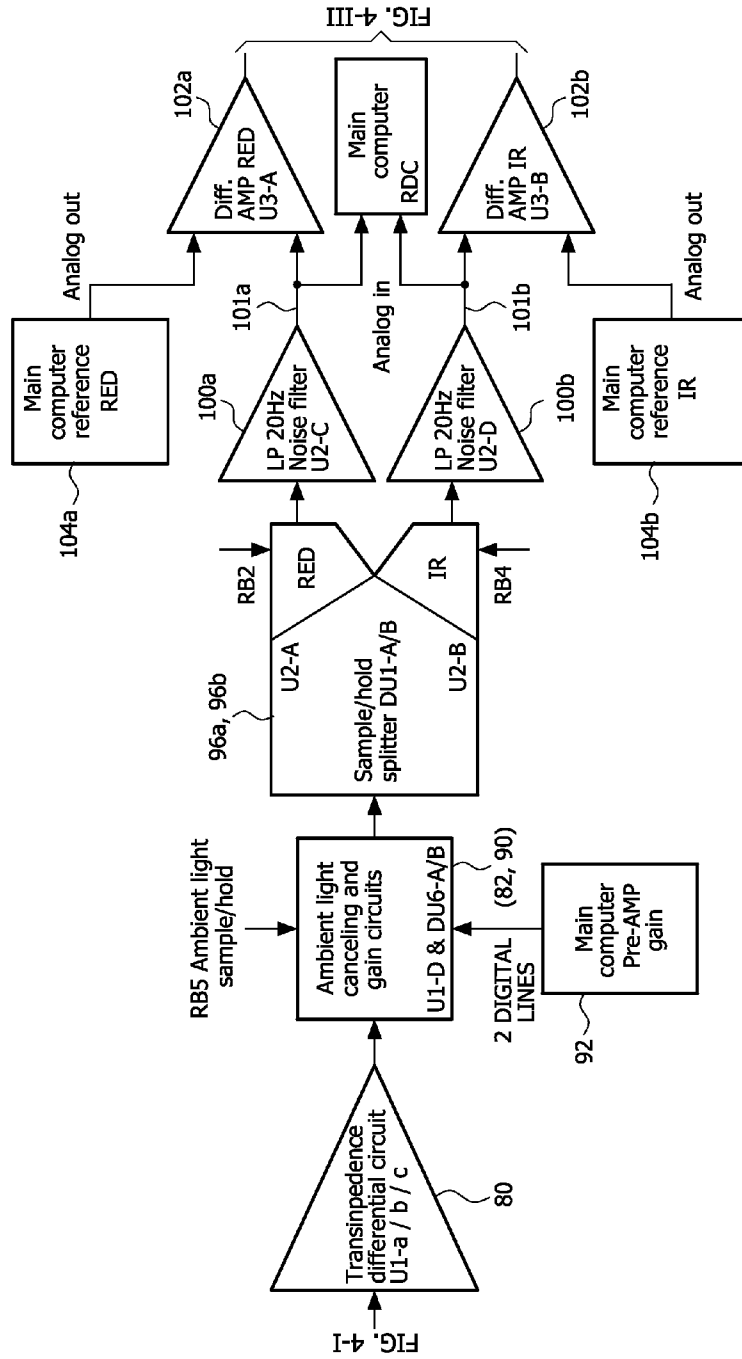 FIG. 4-I
Transinpedence
differential circuit
U1-a / b / c
80
RB5 Ambient light
sample/hold
Ambient light
canceling and
gain circuits
U1-D & DU6-A/B
(82, 90)
2 DIGITAL
LINES
Main
computer
Pre-AMP
gain
92
96a, 96b
U2-A
Sample/hold
splitter DU1-A/B
U2-B
RB2
RED
IR
RB4
104a
Main
computer
reference
RED
Analog out
100a
LP 20Hz
Noise filter
U2-C
101a
Analog in
LP 20Hz
Noise filter
U2-D
100b
101b
102a
Diff.
AMP RED
U3-A
Main
computer
RDC
Diff.
AMP IR
U3-B
102b
Main
computer
reference
IR
104b
Analog out
FIG. 4-III